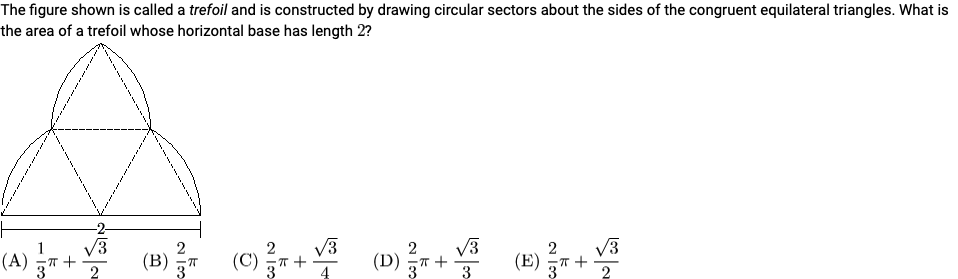 The figure shown is called a trefoil and is constructed by drawing circular sectors about the sides of the congruent equilateral triangles. What is
the area of a trefoil whose horizontal base has length 2?
2
(A) $\frac{1}{3}\pi + \frac{\sqrt{3}}{2}$ (B) $\frac{2}{3}\pi$ (C) $\frac{2}{3}\pi + \frac{\sqrt{3}}{4}$ (D) $\frac{2}{3}\pi + \frac{\sqrt{3}}{3}$ (E) $\frac{2}{3}\pi + \frac{\sqrt{3}}{2}$